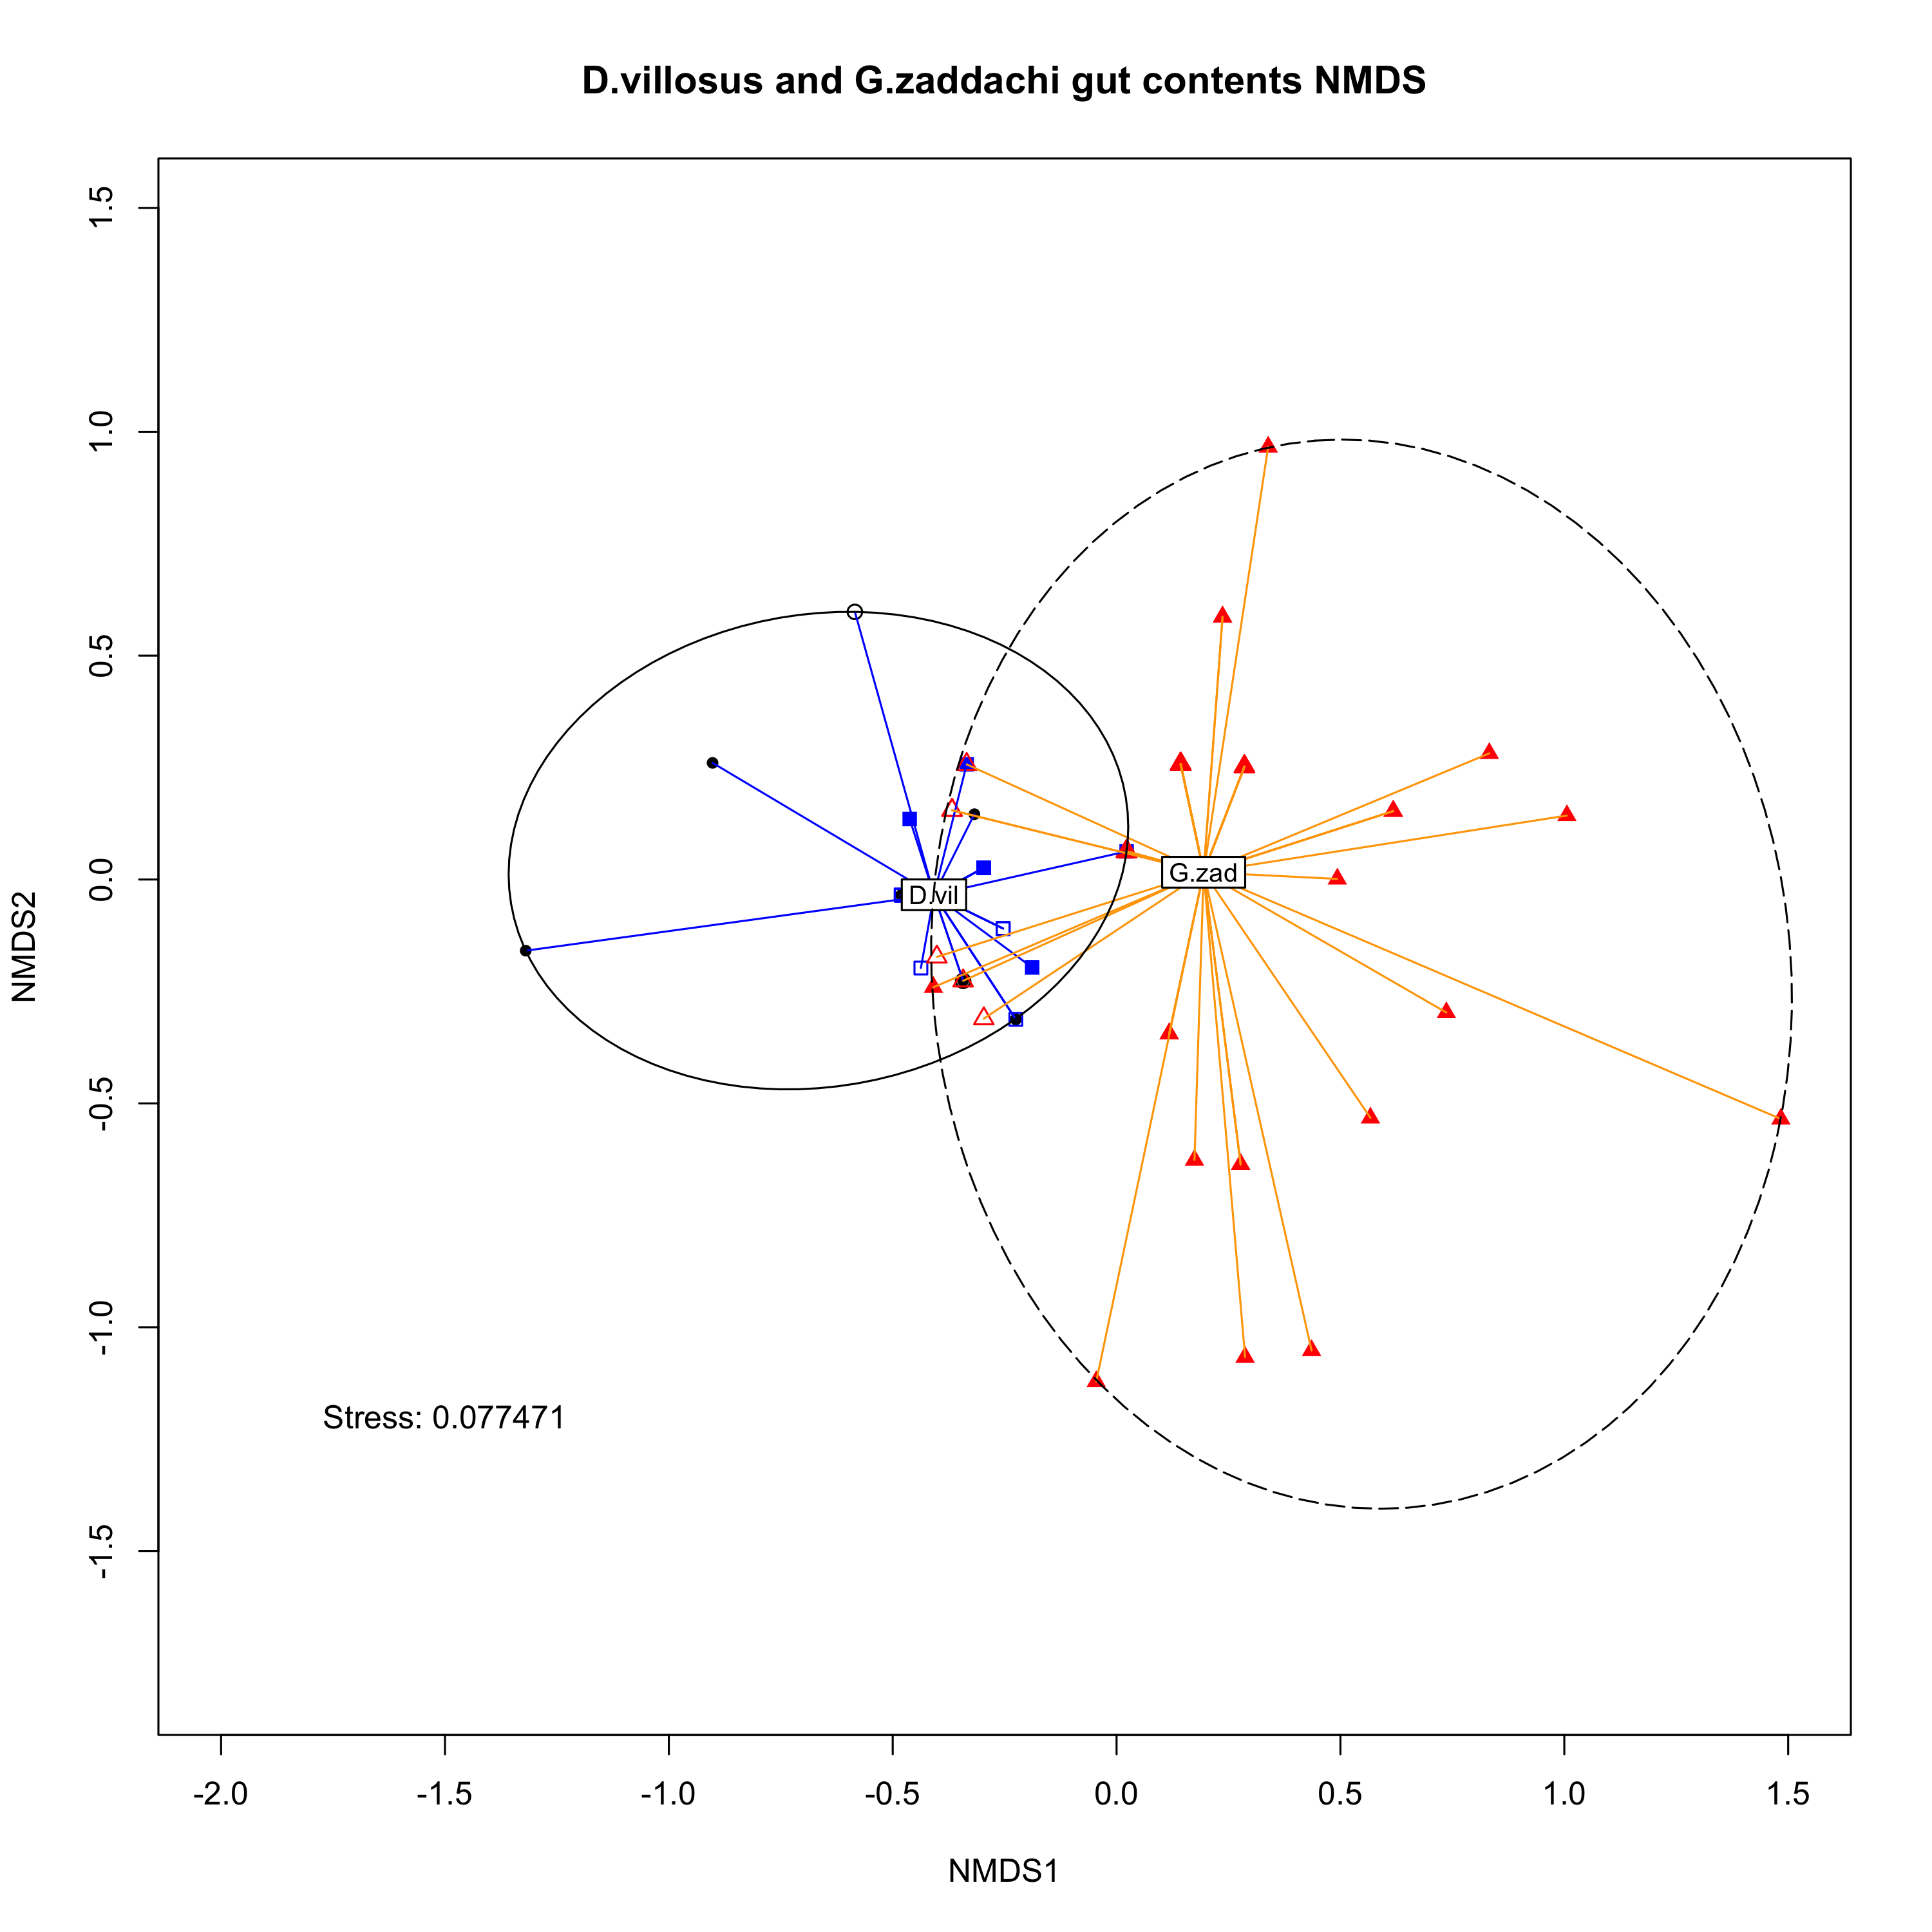 D.villosus and G.zaddachi gut contents NMDS
1.5
1.0
0.5
0.0
-0.5
-1.0
-1.5
NMDS2
D.vil
G.zad
Stress: 0.077471
-2.0 -1.5 -1.0 -0.5 0.0 0.5 1.0 1.5
NMDS1